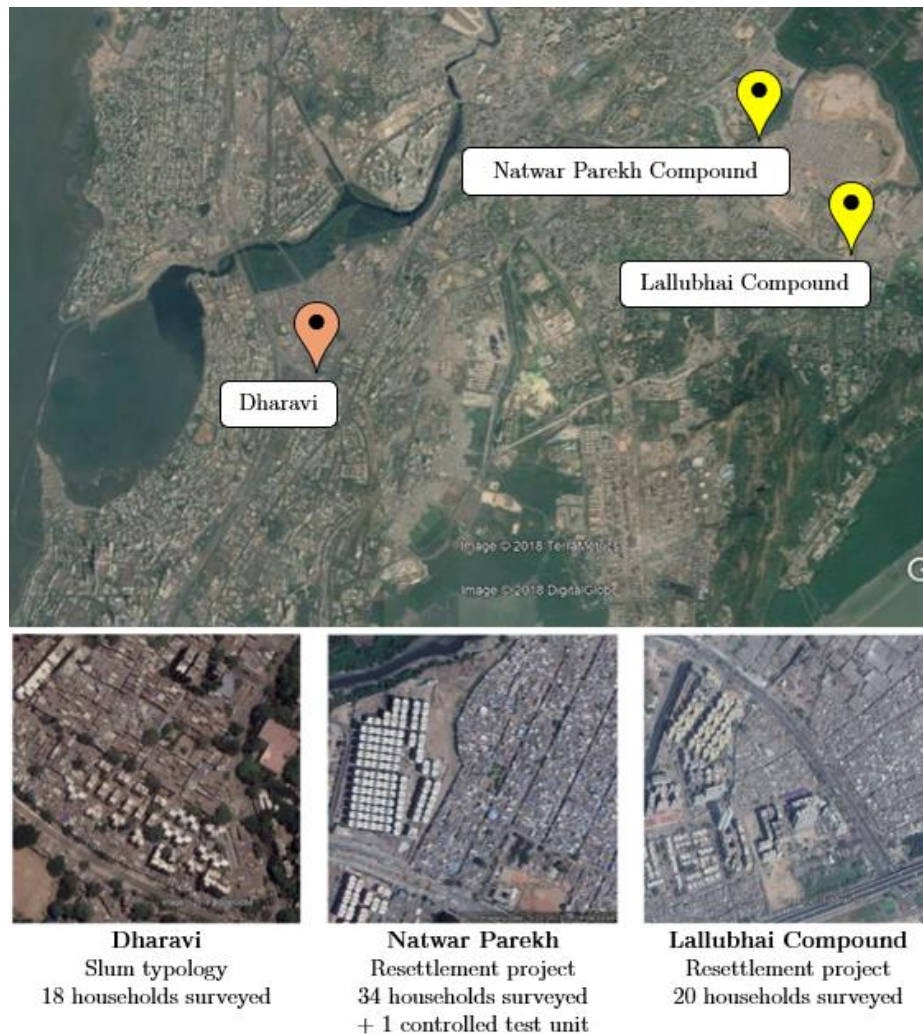 Natwar Parekh Compound
Lallubhai Compound
Dharavi
Image © 2018 TerraMetrics
Image © 2018 DigitalGlobe
G
Dharavi
Slum typology
18 households surveyed
Natwar Parekh
Resettlement project
34 households surveyed
+ 1 controlled test unit
Lallubhai Compound
Resettlement project
20 households surveyed